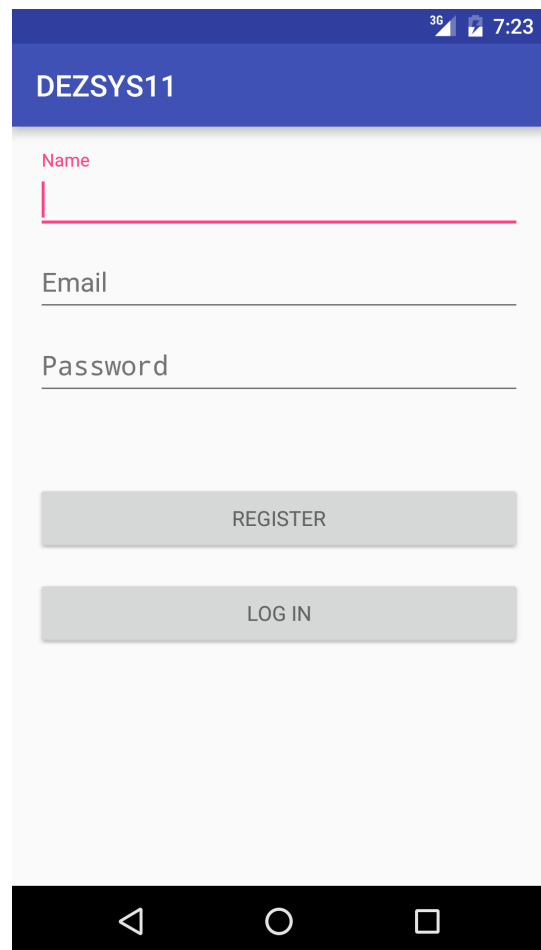 3G 7:23
DEZSYS11
Name
Email
Password
REGISTER
LOG IN